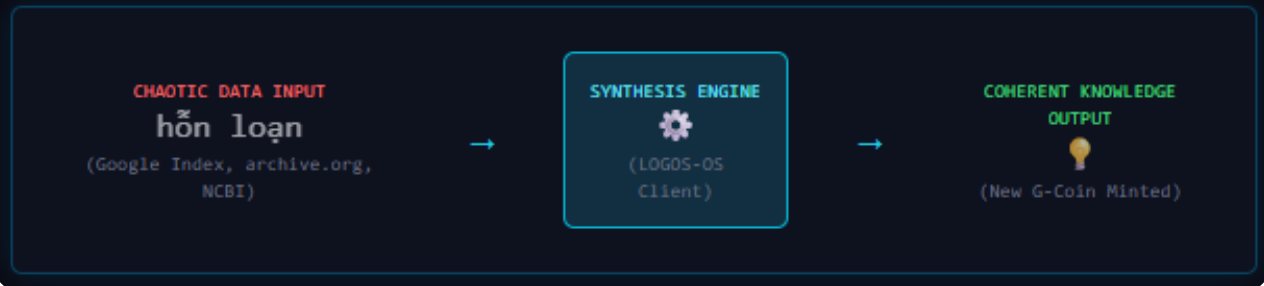 CHAOTIC DATA INPUT
hỗn loạn
(Google Index, archive.org,
NCBI)
→
SYNTHESIS ENGINE
(LOGOS-OS
Client)
→
COHERENT KNOWLEDGE
OUTPUT
(New G-Coin Minted)